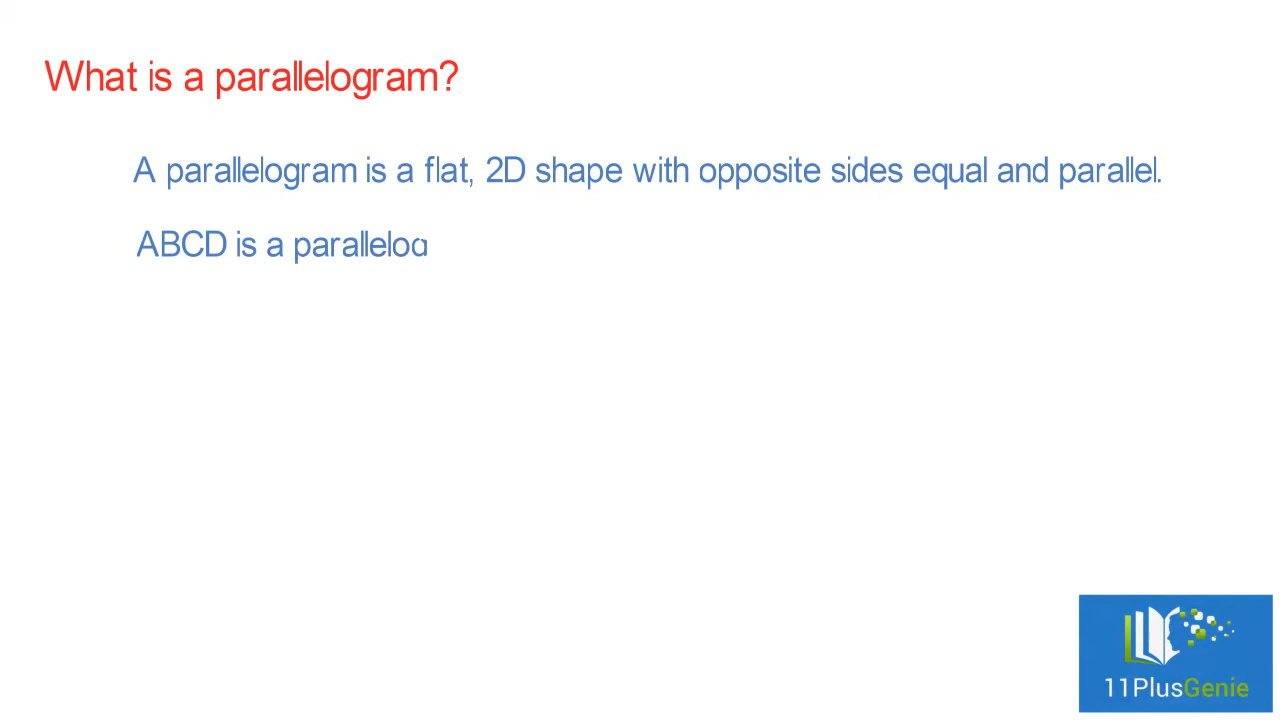 What is a parallelogram?
A parallelogram is a flat, 2D shape with opposite sides equal and parallel.
ABCD is a
11PlusGenie